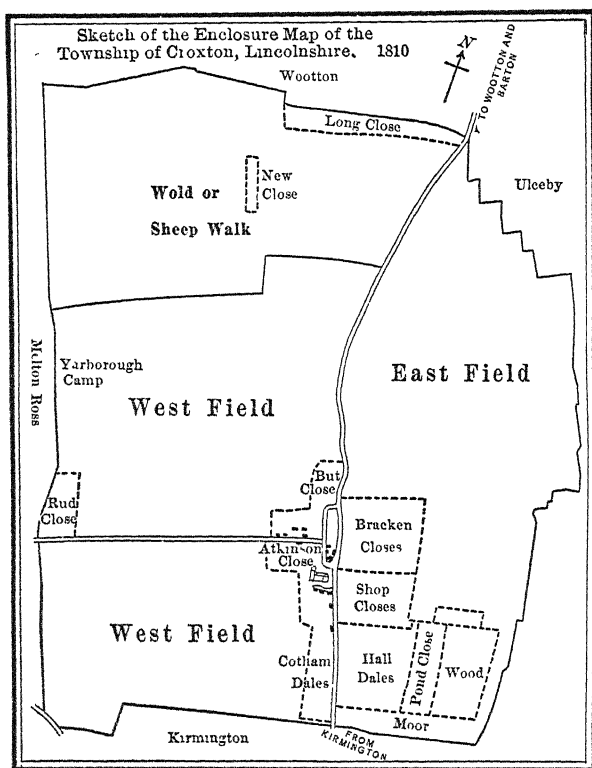 Sketch of the Enclosure Map of the
Township of Croxton, Lincolnshire. 1810
N
TO WOOTTON AND
BARTON
Wootton
Long Close
Ulceby
New
Close
Wold or
Sheep Walk
Melton Ross
Yarborough
Camp
West Field
East Field
But
Close
Rud
Close
Bracken
Closes
Atkinson
Close
Shop
Closes
West Field
Cotham
Dales
Hall
Dales
Pond Close
Wood
Moor
Kirmington
FROM
KIRMINGTON